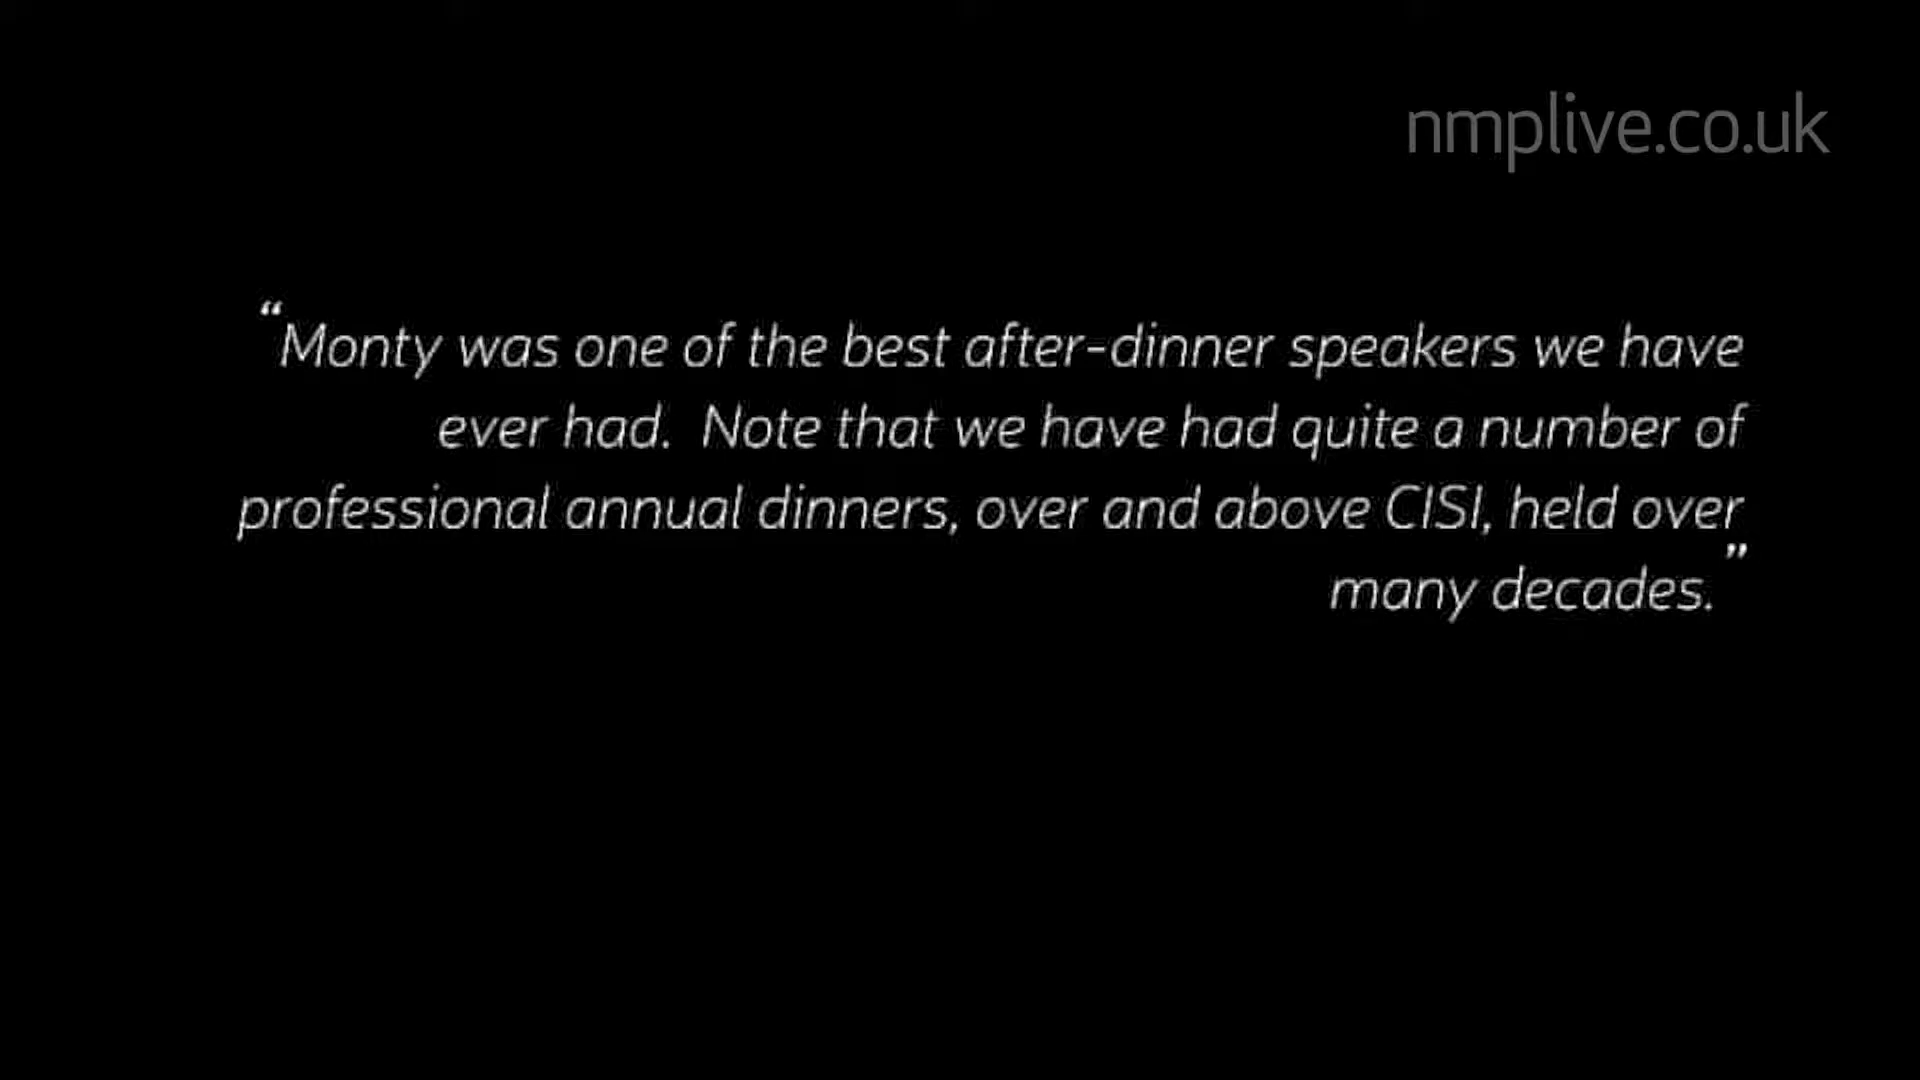 nmplive.co.uk
“Monty was one of the best after-dinner speakers we have
ever had.  Note that we have had quite a number of
professional annual dinners, over and above CISI, held over
many decades.”